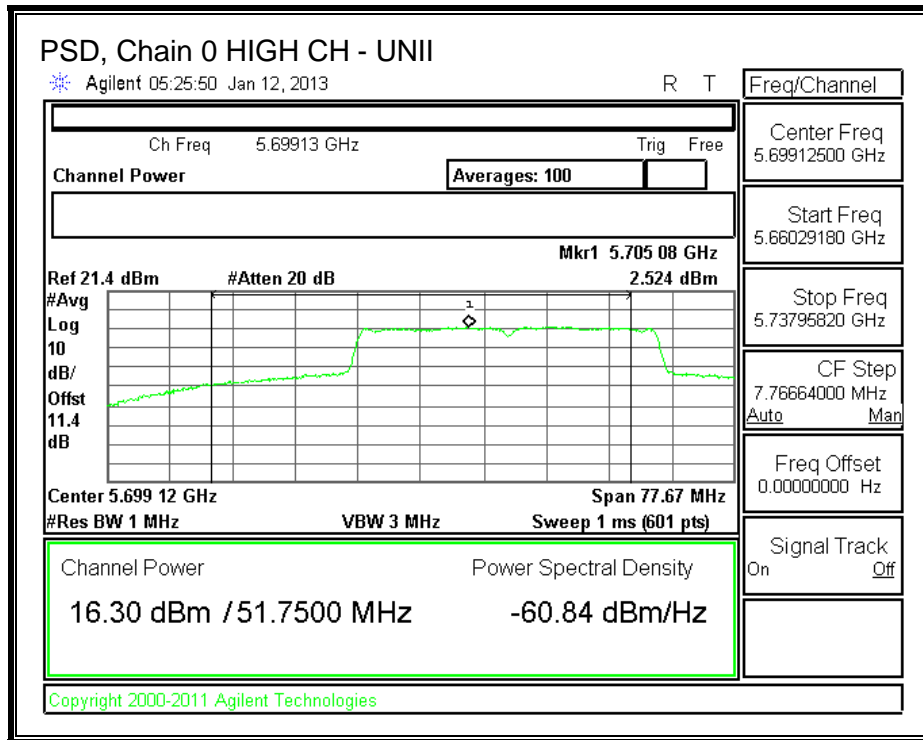 PSD, Chain 0 HIGH CH - UNII
Agilent 05:25:50 Jan 12, 2013 R T
Freq/Channel
Ch Freq 5.69913 GHz Trig Free
Channel Power Averages: 100
Mkr1 5.705 08 GHz
Ref 21.4 dBm #Atten 20 dB 2.524 dBm
#Avg
Log
10
dB/
Offst
11.4
dB
1
Center 5.699 12 GHz Span 77.67 MHz
#Res BW 1 MHz VBW 3 MHz Sweep 1 ms (601 pts)
Channel Power Power Spectral Density
16.30 dBm / 51.7500 MHz -60.84 dBm/Hz
Center Freq
5.69912500 GHz
Start Freq
5.66029180 GHz
Stop Freq
5.73795820 GHz
CF Step
7.76664000 MHz
Auto Man
Freq Offset
0.00000000 Hz
Signal Track
On Off
Copyright 2000-2011 Agilent Technologies